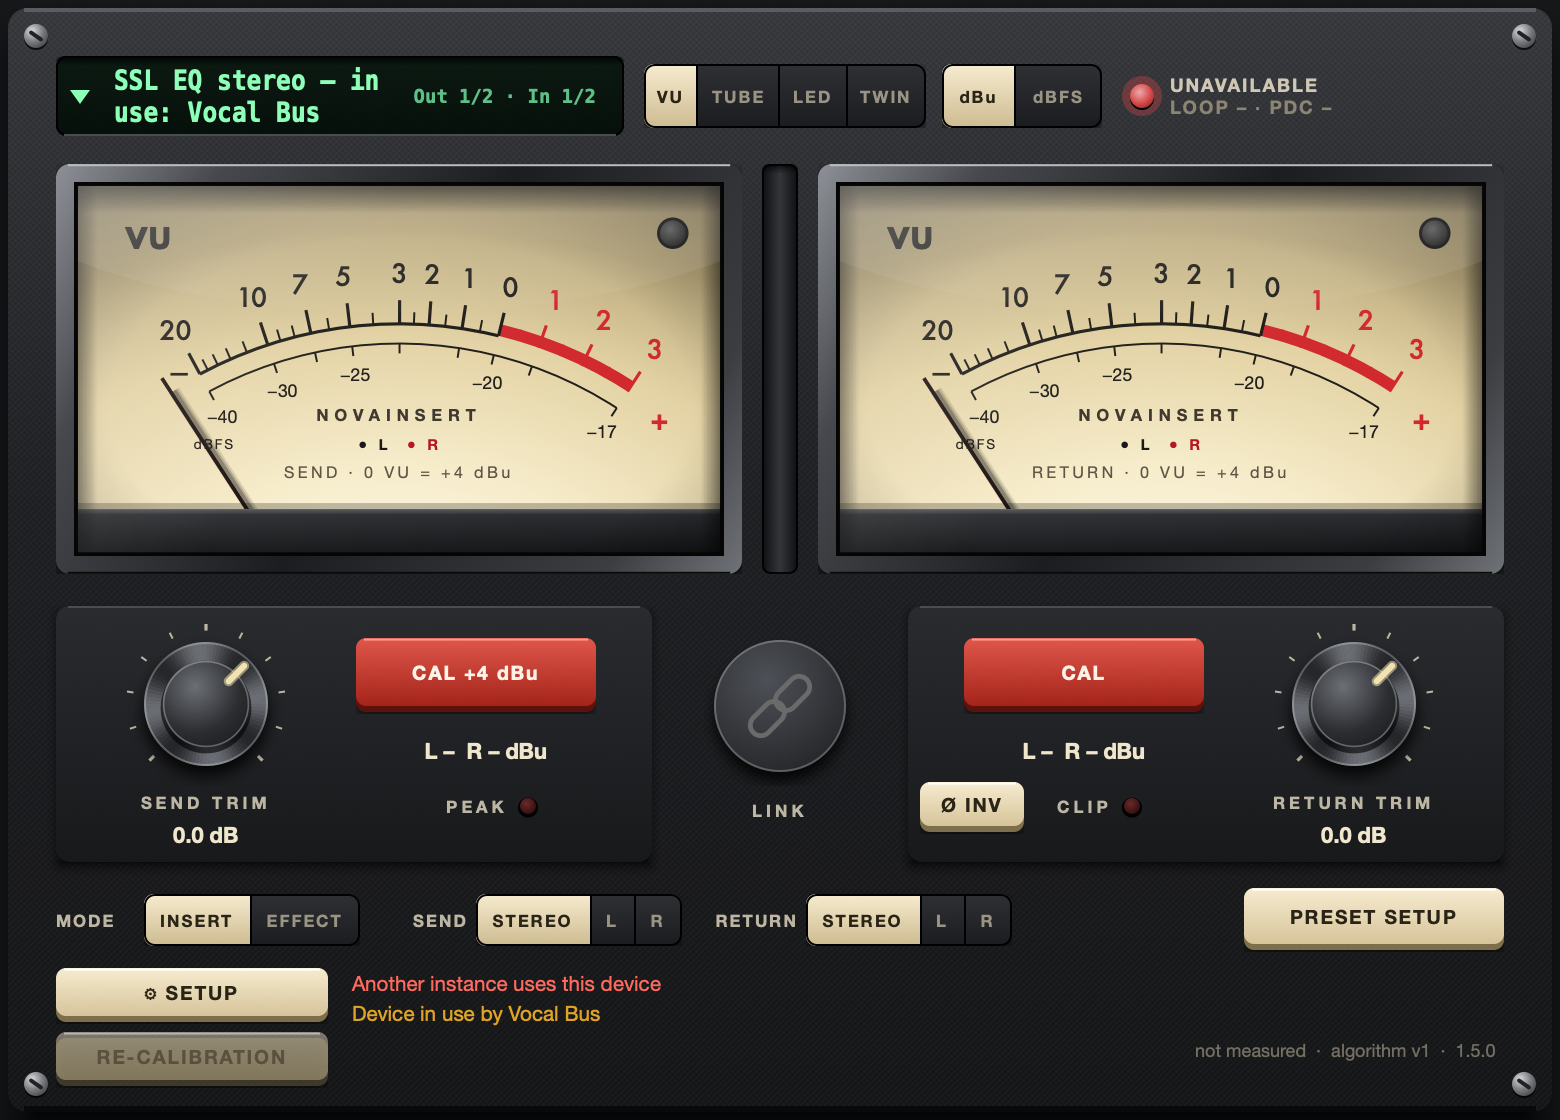 SSL EQ stereo – in use: Vocal Bus
Out 1/2 · In 1/2
VU TUBE LED TWIN
dBu dBFS
UNAVAILABLE
LOOP – · PDC –
VU
20 10 7 5 3 2 1 0 1 2 3
– +
–40 –30 –25 –20 –17
dBFS
NOVAINSERT
• L • R
SEND · 0 VU = +4 dBu
VU
20 10 7 5 3 2 1 0 1 2 3
– +
–40 –30 –25 –20 –17
dBFS
NOVAINSERT
• L • R
RETURN · 0 VU = +4 dBu
SEND TRIM
0.0 dB
CAL +4 dBu
L – R – dBu
PEAK
LINK
CAL
L – R – dBu
Ø INV
CLIP
RETURN TRIM
0.0 dB
MODE INSERT EFFECT
SEND STEREO L R
RETURN STEREO L R
PRESET SETUP
⚙ SETUP
Another instance uses this device
Device in use by Vocal Bus
RE-CALIBRATION
not measured · algorithm v1 · 1.5.0